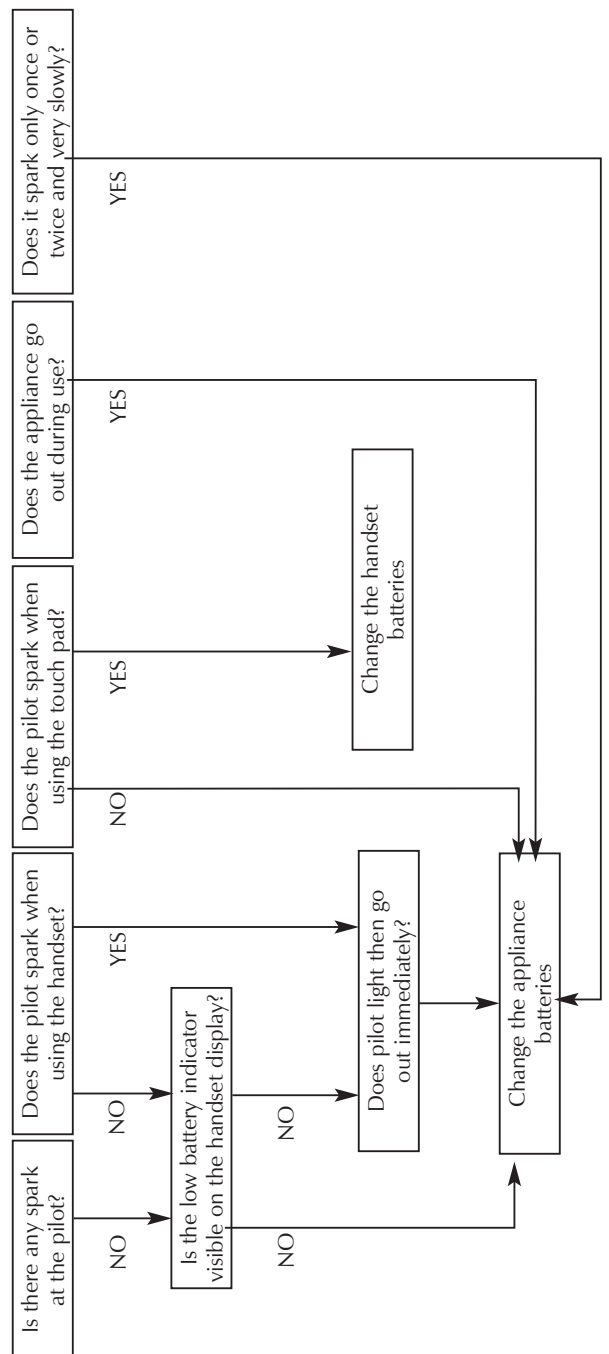 Is there any spark
at the pilot?
Does the pilot spark when
using the handset?
Does the pilot spark when
using the touch pad?
Does the appliance go
out during use?
Does it spark only once or
twice and very slowly?
NO
NO
YES
NO
YES
YES
YES
Is the low battery indicator
visible on the handset display?
NO
NO
Does pilot light then go
out immediately?
Change the handset
batteries
Change the appliance
batteries